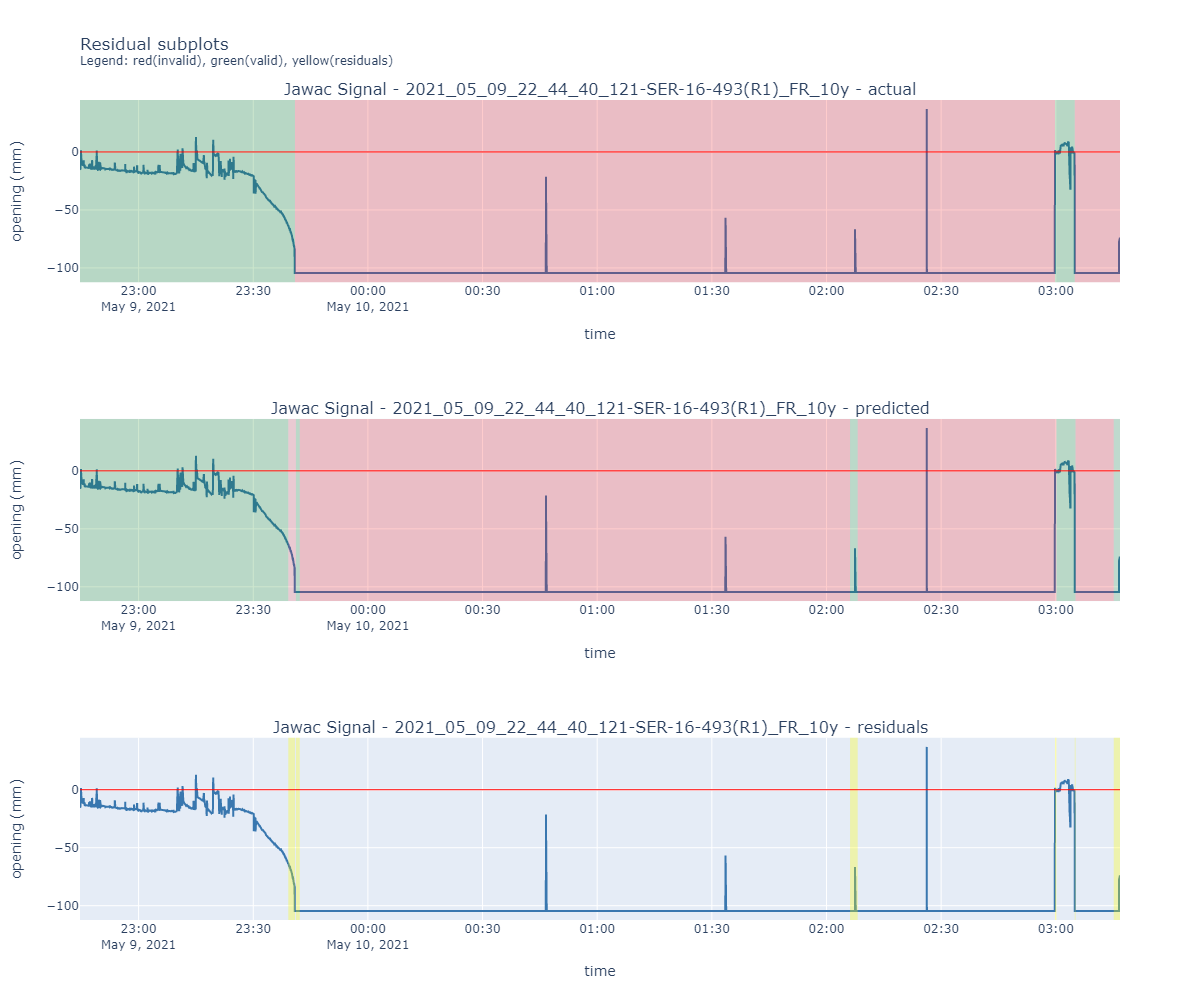 Residual subplots
Legend: red(invalid), green(valid), yellow(residuals)
Jawac Signal - 2021_05_09_22_44_40_121-SER-16-493(R1)_FR_10y - actual
opening (mm)
0
−50
−100
23:00 23:30 00:00 00:30 01:00 01:30 02:00 02:30 03:00
May 9, 2021 May 10, 2021
time
Jawac Signal - 2021_05_09_22_44_40_121-SER-16-493(R1)_FR_10y - predicted
opening (mm)
0
−50
−100
23:00 23:30 00:00 00:30 01:00 01:30 02:00 02:30 03:00
May 9, 2021 May 10, 2021
time
Jawac Signal - 2021_05_09_22_44_40_121-SER-16-493(R1)_FR_10y - residuals
opening (mm)
0
−50
−100
23:00 23:30 00:00 00:30 01:00 01:30 02:00 02:30 03:00
May 9, 2021 May 10, 2021
time